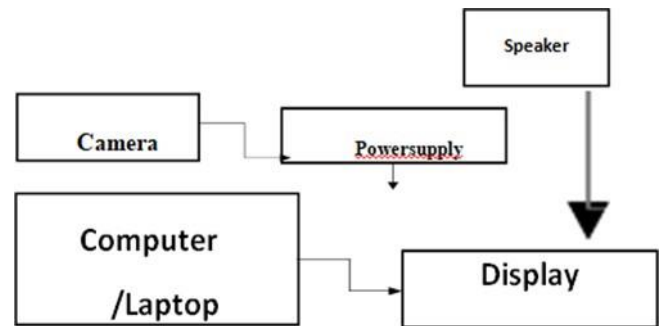 Speaker
Camera
Powersupply
Computer
/Laptop
Display